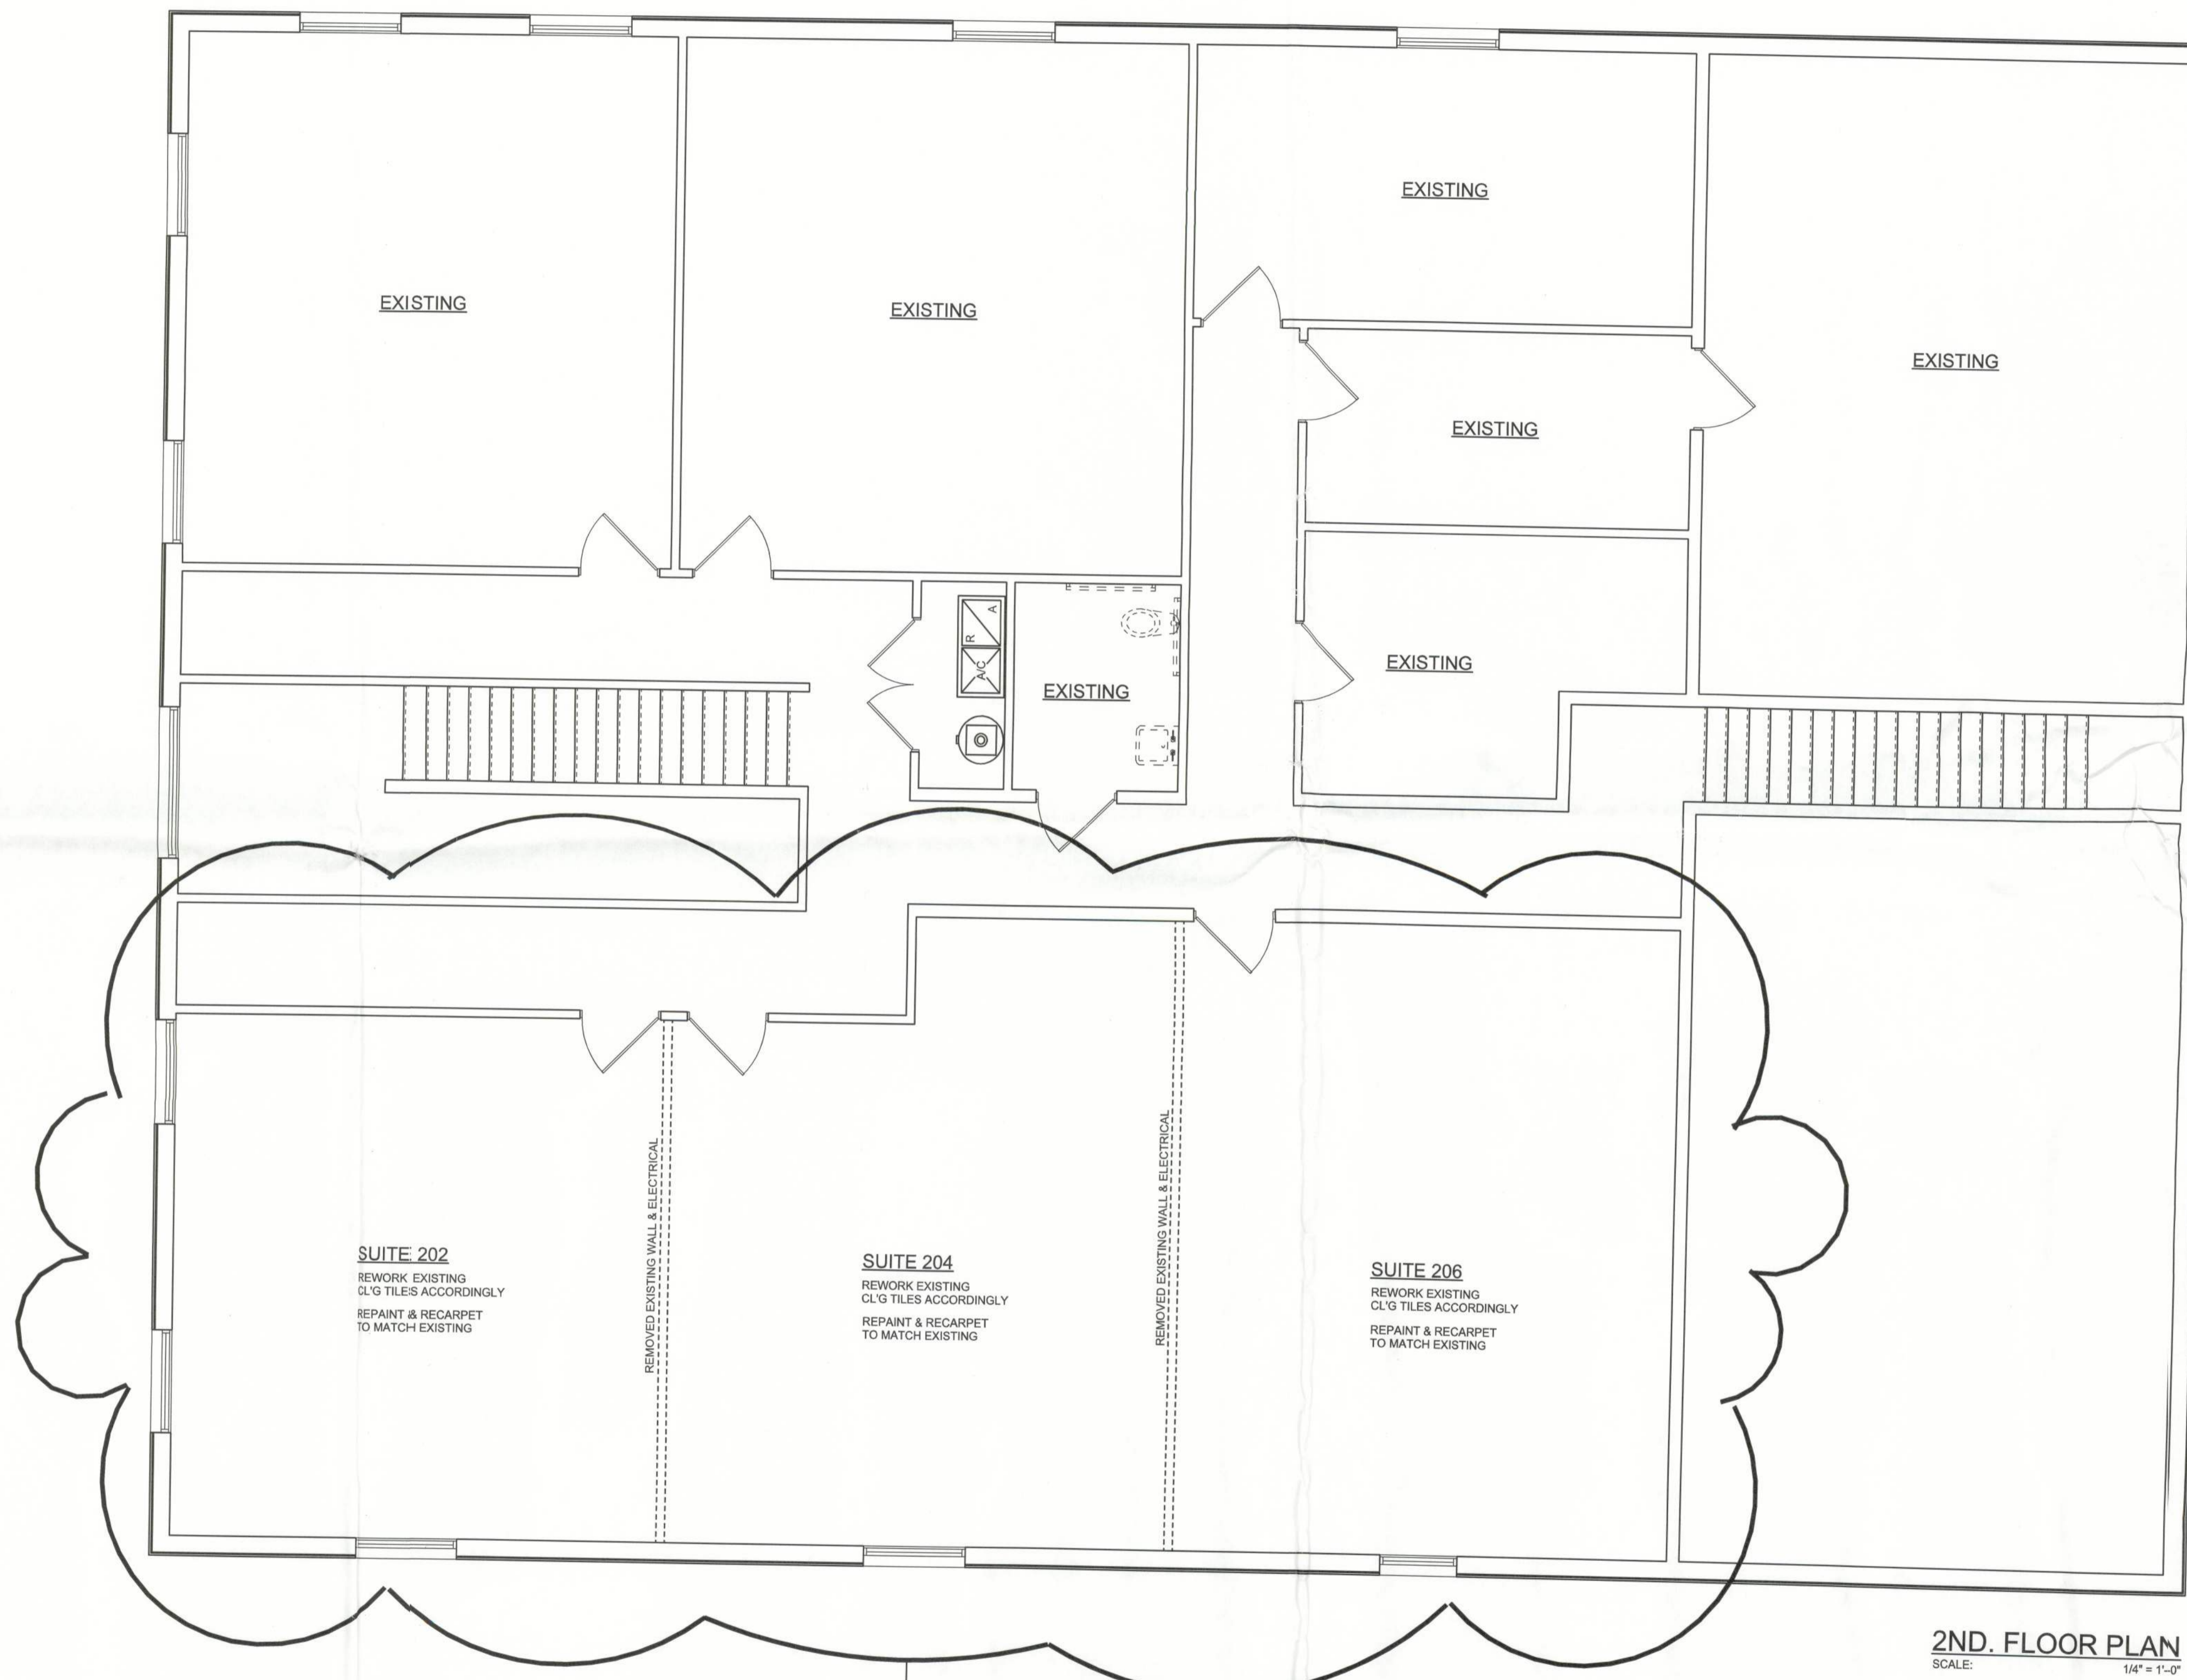 EXISTING
EXISTING
EXISTING
EXISTING
EXISTING
EXISTING
EXISTING
A
R
A/C
REMOVED EXISTING WALL & ELECTRICAL
REMOVED EXISTING WALL & ELECTRICAL
SUITE 202
REWORK EXISTING
CL'G TILES ACCORDINGLY
REPAINT & RECARPET
TO MATCH EXISTING
SUITE 204
REWORK EXISTING
CL'G TILES ACCORDINGLY
REPAINT & RECARPET
TO MATCH EXISTING
SUITE 206
REWORK EXISTING
CL'G TILES ACCORDINGLY
REPAINT & RECARPET
TO MATCH EXISTING
2ND. FLOOR PLAN
SCALE: 1/4" = 1'-0"